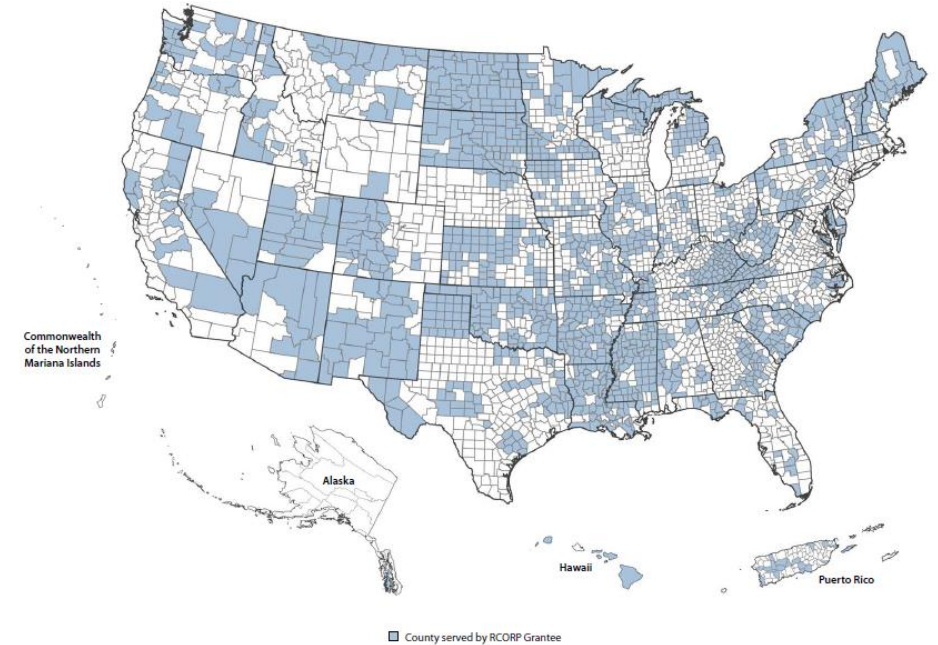 Commonwealth
of the Northern
Mariana Islands
Alaska
Hawaii
Puerto Rico
County served by RCORP Grantee